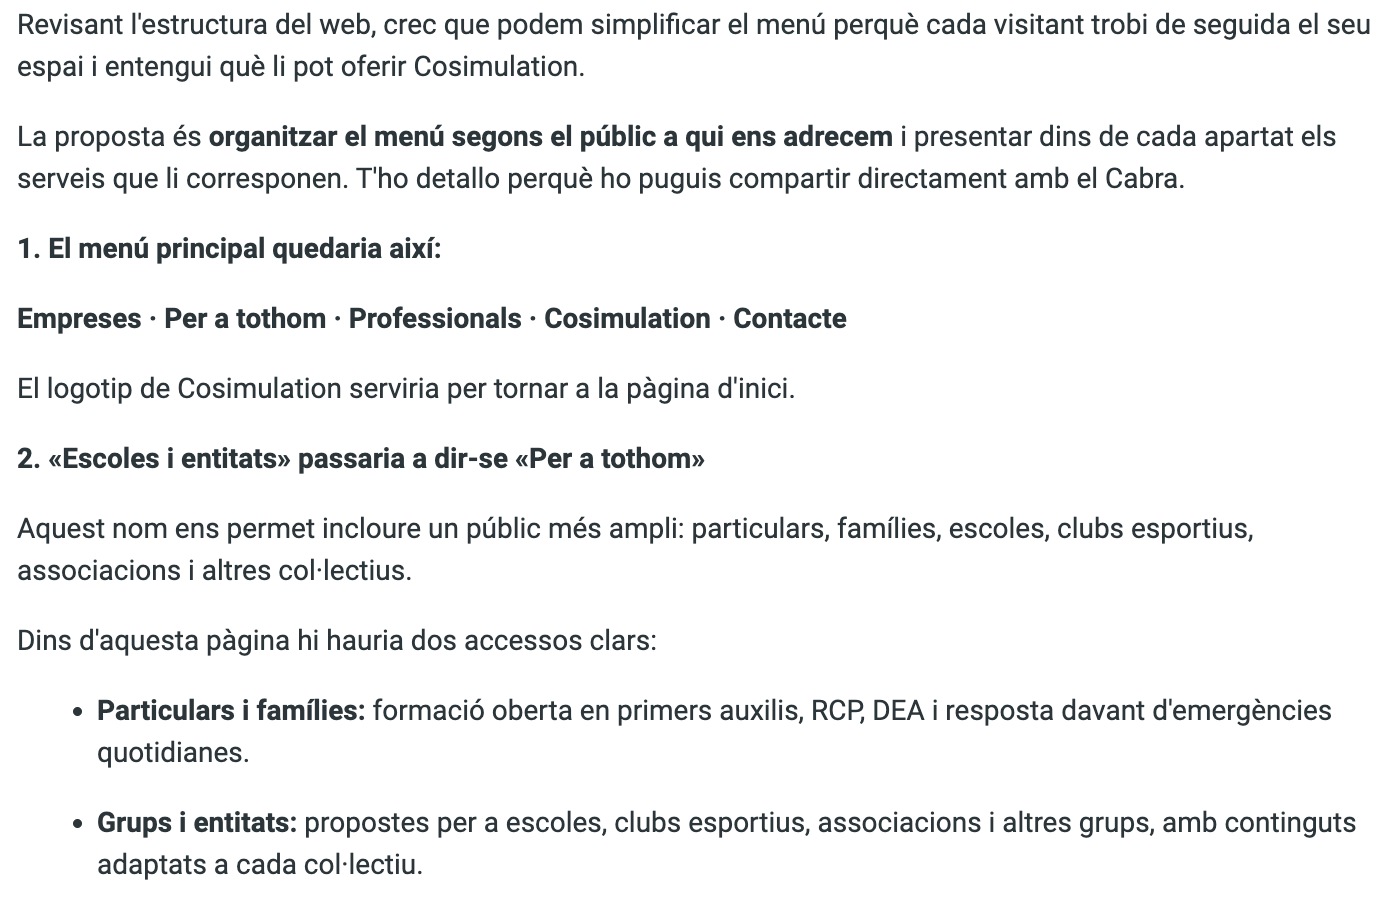 Revisant l'estructura del web, crec que podem simplificar el menú perquè cada visitant trobi de seguida el seu
espai i entengui què li pot oferir Cosimulation.
La proposta és organitzar el menú segons el públic a qui ens adrecem i presentar dins de cada apartat els
serveis que li corresponen. T'ho detallo perquè ho puguis compartir directament amb el Cabra.
1. El menú principal quedaria així:
Empreses · Per a tothom · Professionals · Cosimulation · Contacte
El logotip de Cosimulation serviria per tornar a la pàgina d'inici.
2. «Escoles i entitats» passaria a dir-se «Per a tothom»
Aquest nom ens permet incloure un públic més ampli: particulars, famílies, escoles, clubs esportius,
associacions i altres col·lectius.
Dins d'aquesta pàgina hi hauria dos accessos clars:
• Particulars i famílies: formació oberta en primers auxilis, RCP, DEA i resposta davant d'emergències
quotidianes.
• Grups i entitats: propostes per a escoles, clubs esportius, associacions i altres grups, amb continguts
adaptats a cada col·lectiu.